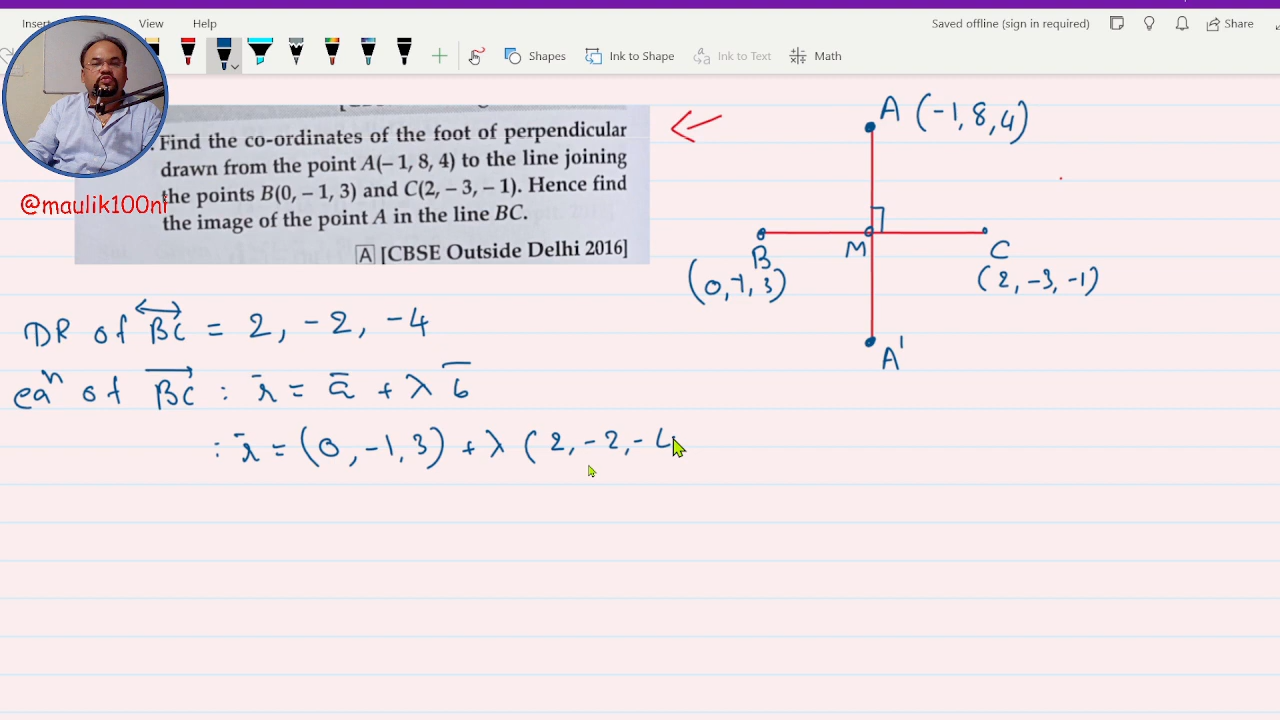 Insert View Help Saved offline (sign in required) Share
Shapes Ink to Shape Ink to Text Math
Find the co-ordinates of the foot of perpendicular
drawn from the point A(– 1, 8, 4) to the line joining
the points B(0, – 1, 3) and C(2, – 3, – 1). Hence find
the image of the point A in the line BC.
A [CBSE Outside Delhi 2016]
@maulik100ni
A (-1, 8, 4)
B M C
(0, -1, 3) (2, -3, -1)
A'
DR of BC = 2, -2, -4
eqn of BC : r̄ = ā + λ b̄
: r̄ = (0, -1, 3) + λ (2, -2, -4